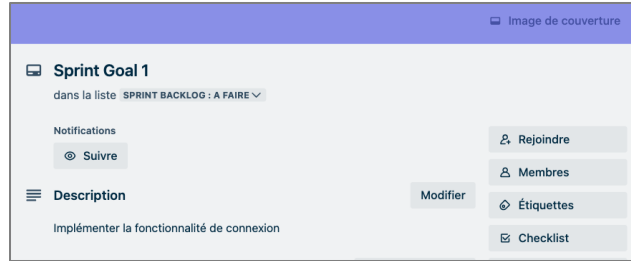 Image de couverture
Sprint Goal 1
dans la liste SPRINT BACKLOG : A FAIRE
Notifications
Suivre
Rejoindre
Membres
Description
Modifier
Étiquettes
Implémenter la fonctionnalité de connexion
Checklist